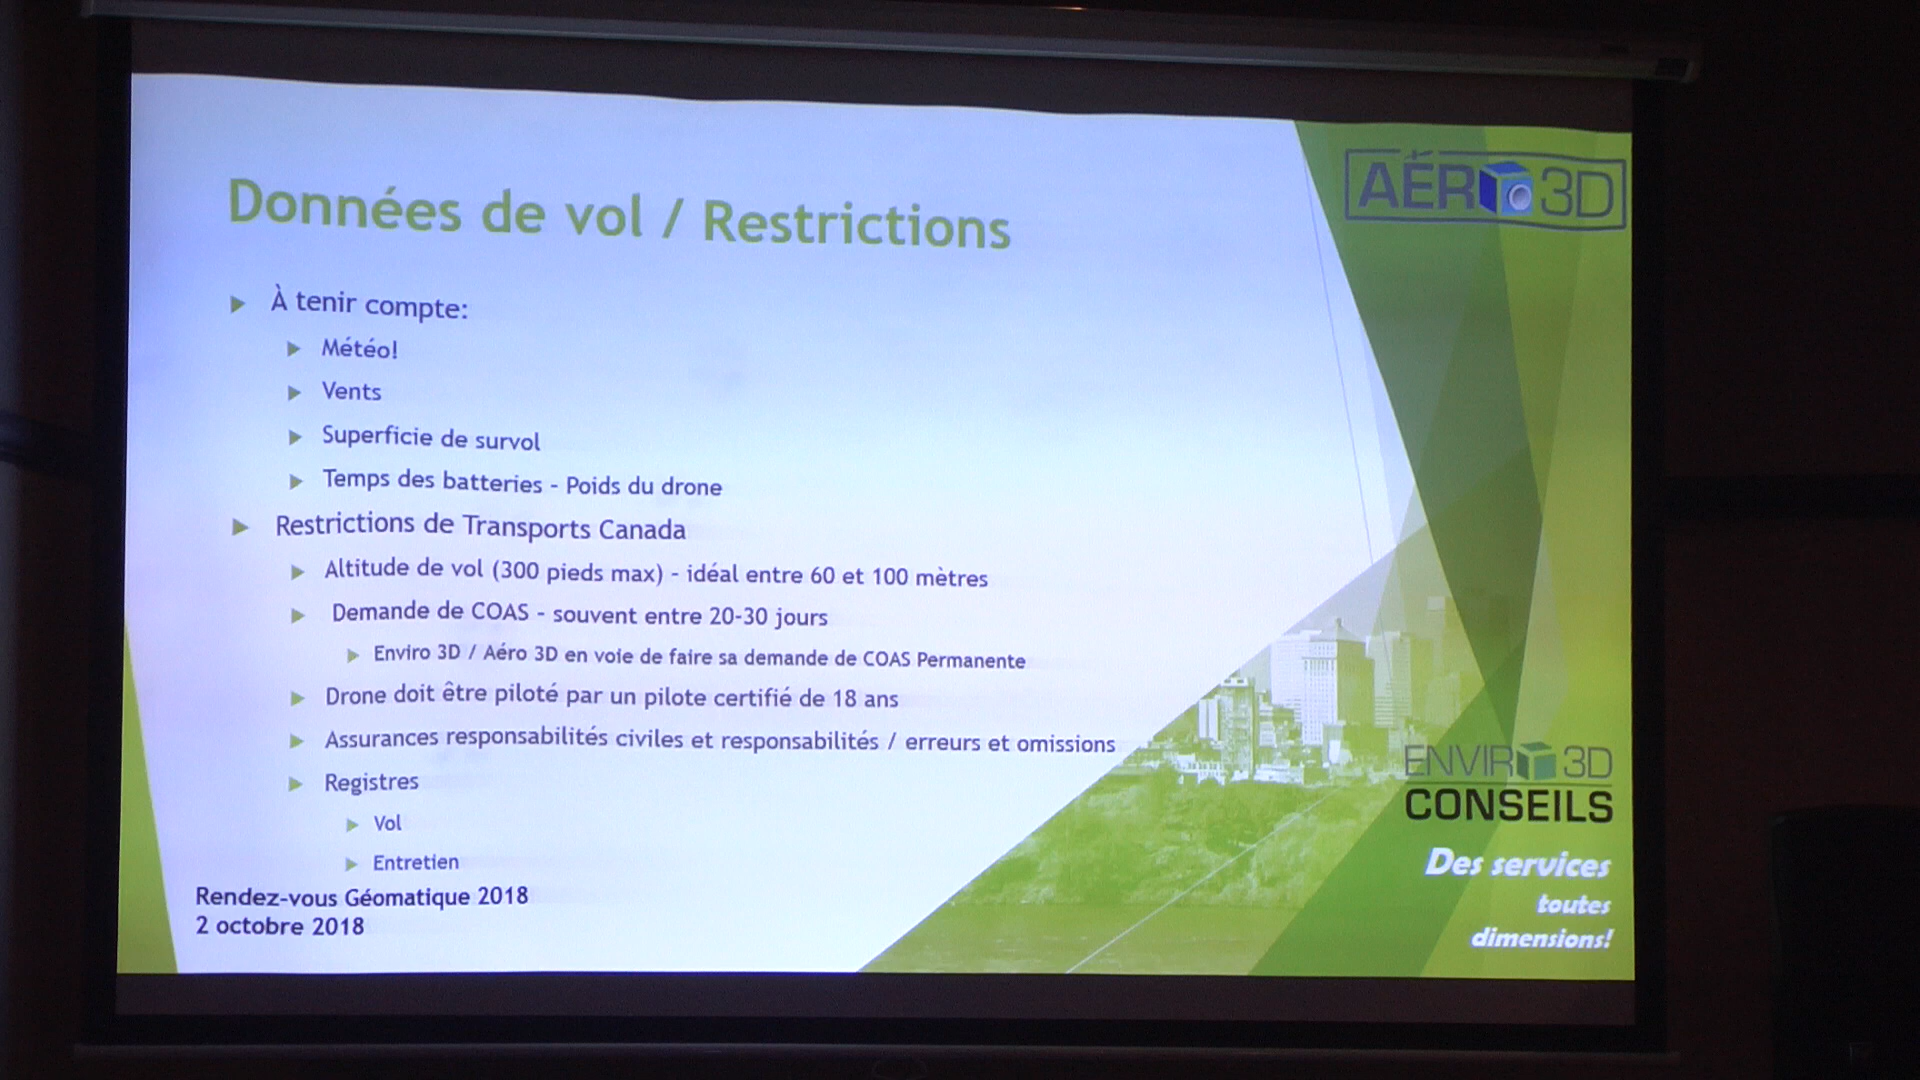 AÉRO 3D
Données de vol / Restrictions
À tenir compte:
Météo!
Vents
Superficie de survol
Temps des batteries - Poids du drone
Restrictions de Transports Canada
Altitude de vol (300 pieds max) - idéal entre 60 et 100 mètres
Demande de COAS - souvent entre 20-30 jours
Enviro 3D / Aéro 3D en voie de faire sa demande de COAS Permanente
Drone doit être piloté par un pilote certifié de 18 ans
Assurances responsabilités civiles et responsabilités / erreurs et omissions
Registres
Vol
Entretien
Rendez-vous Géomatique 2018
2 octobre 2018
ENVIRO 3D
CONSEILS
Des services
toutes
dimensions!